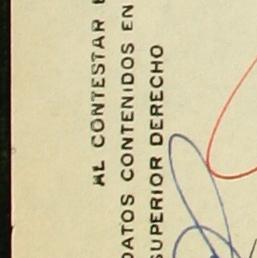 AL CONTESTAR E
DATOS CONTENIDOS EN
SUPERIOR DERECHO